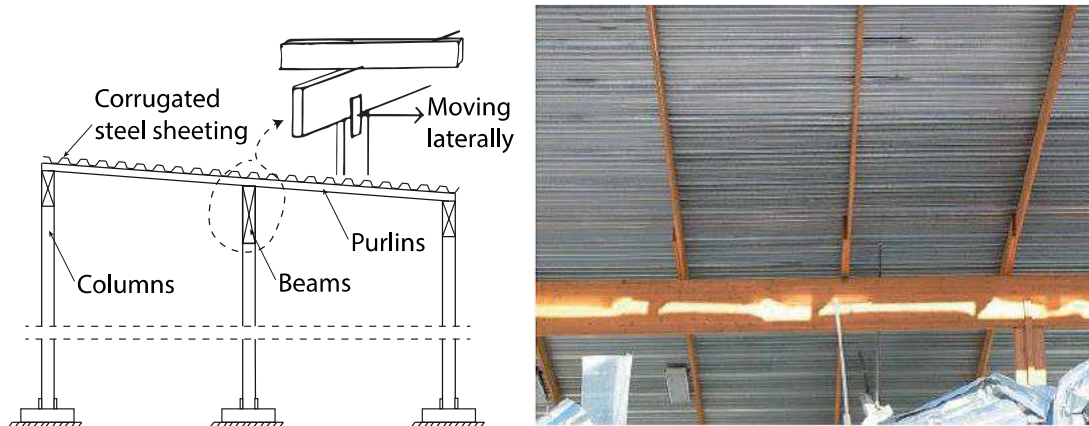 Corrugated
steel sheeting
Moving
laterally
Purlins
Columns
Beams